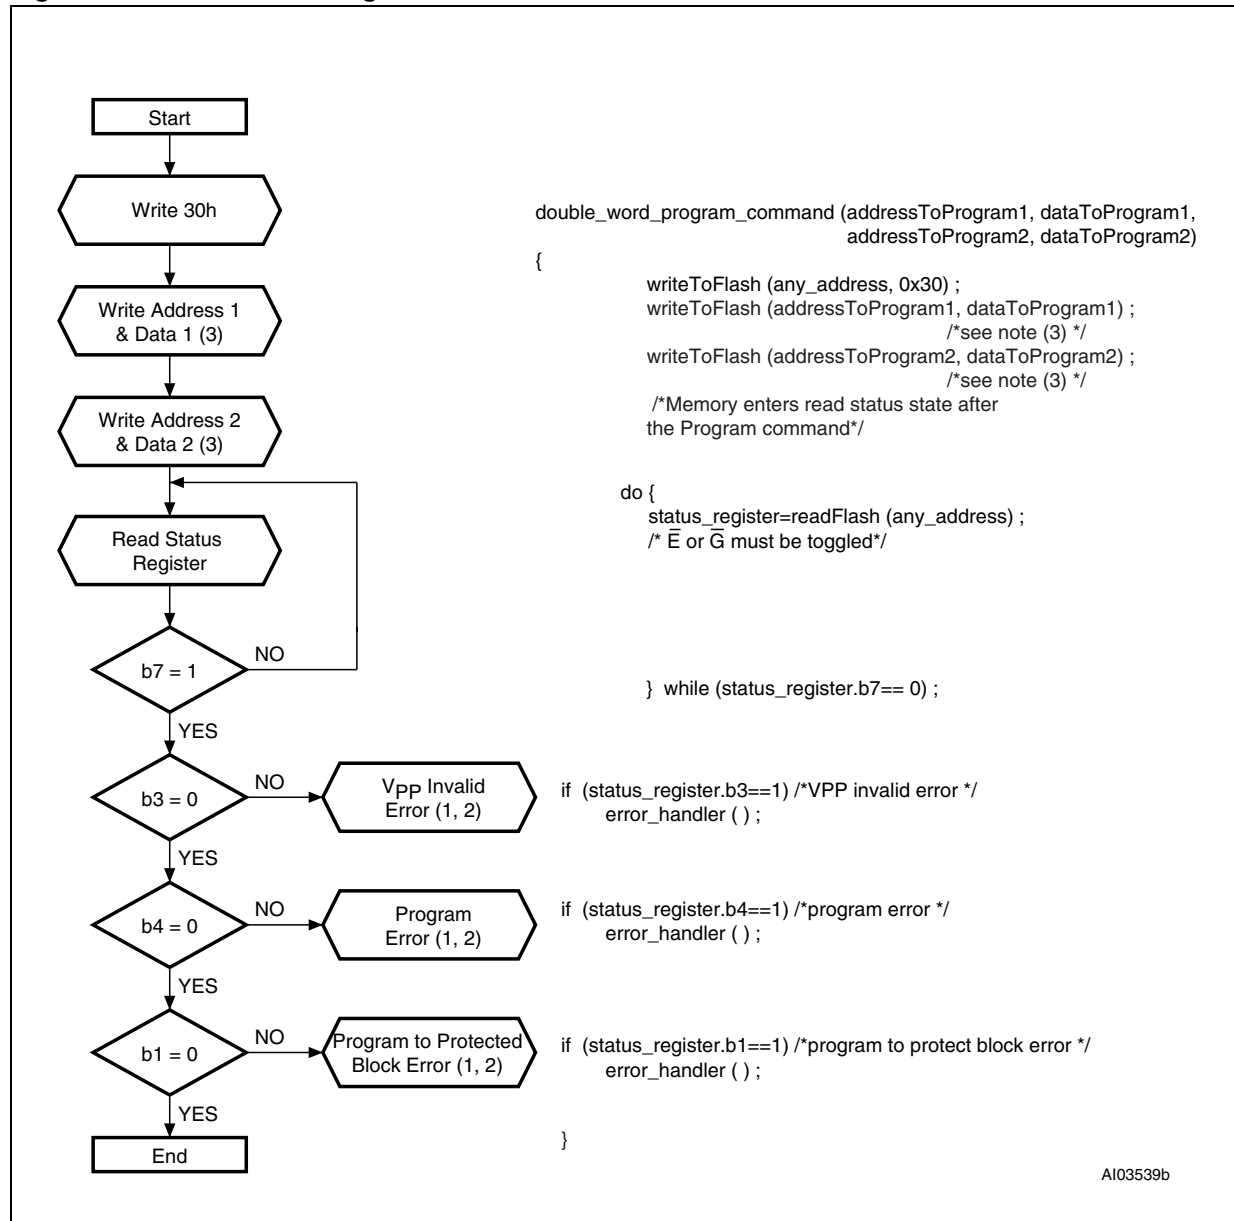 Start
Write 30h
Write Address 1
& Data 1 (3)
Write Address 2
& Data 2 (3)
Read Status
Register
b7 = 1
NO
YES
b3 = 0
NO
VPP Invalid
Error (1, 2)
YES
b4 = 0
NO
Program
Error (1, 2)
YES
b1 = 0
NO
Program to Protected
Block Error (1, 2)
YES
End
double_word_program_command (addressToProgram1, dataToProgram1,
addressToProgram2, dataToProgram2)
{
writeToFlash (any_address, 0x30) ;
writeToFlash (addressToProgram1, dataToProgram1) ;
/*see note (3) */
writeToFlash (addressToProgram2, dataToProgram2) ;
/*see note (3) */
/*Memory enters read status state after
the Program command*/
do {
status_register=readFlash (any_address) ;
/* E̅ or G̅ must be toggled*/
} while (status_register.b7== 0) ;
if (status_register.b3==1) /*VPP invalid error */
error_handler ( ) ;
if (status_register.b4==1) /*program error */
error_handler ( ) ;
if (status_register.b1==1) /*program to protect block error */
error_handler ( ) ;
}
AI03539b